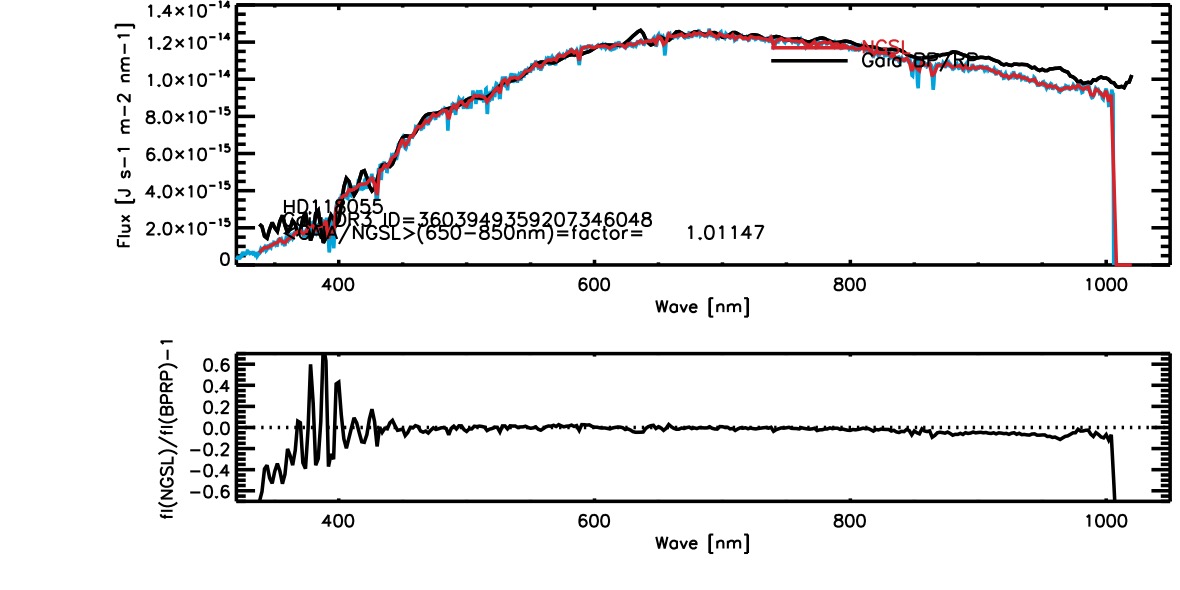 1.4×10−14
1.2×10−14
1.0×10−14
8.0×10−15
6.0×10−15
4.0×10−15
2.0×10−15
0
Flux [J s−1 m−2 nm−1]
NGSL
Gaia BP/RP
HD118055
Gaia DR3 ID=3603949359207346048
<GAIA/NGSL>(650−850nm)=factor= 1.01147
400 600 800 1000
Wave [nm]
0.6
0.4
0.2
0.0
−0.2
−0.4
−0.6
fl(NGSL)/fl(BPRP)−1
400 600 800 1000
Wave [nm]